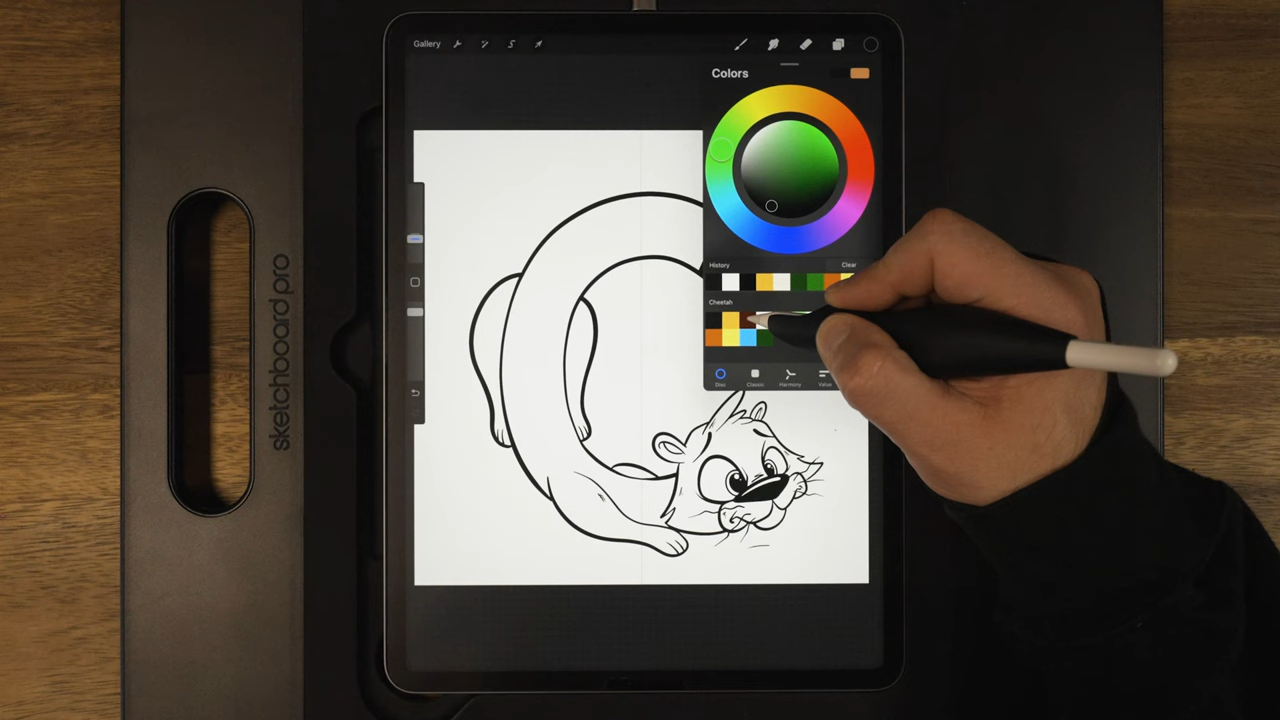 Gallery
Colors
History
Clear
Cheetah
Disc
Classic
Harmony
Value
sketchboard pro